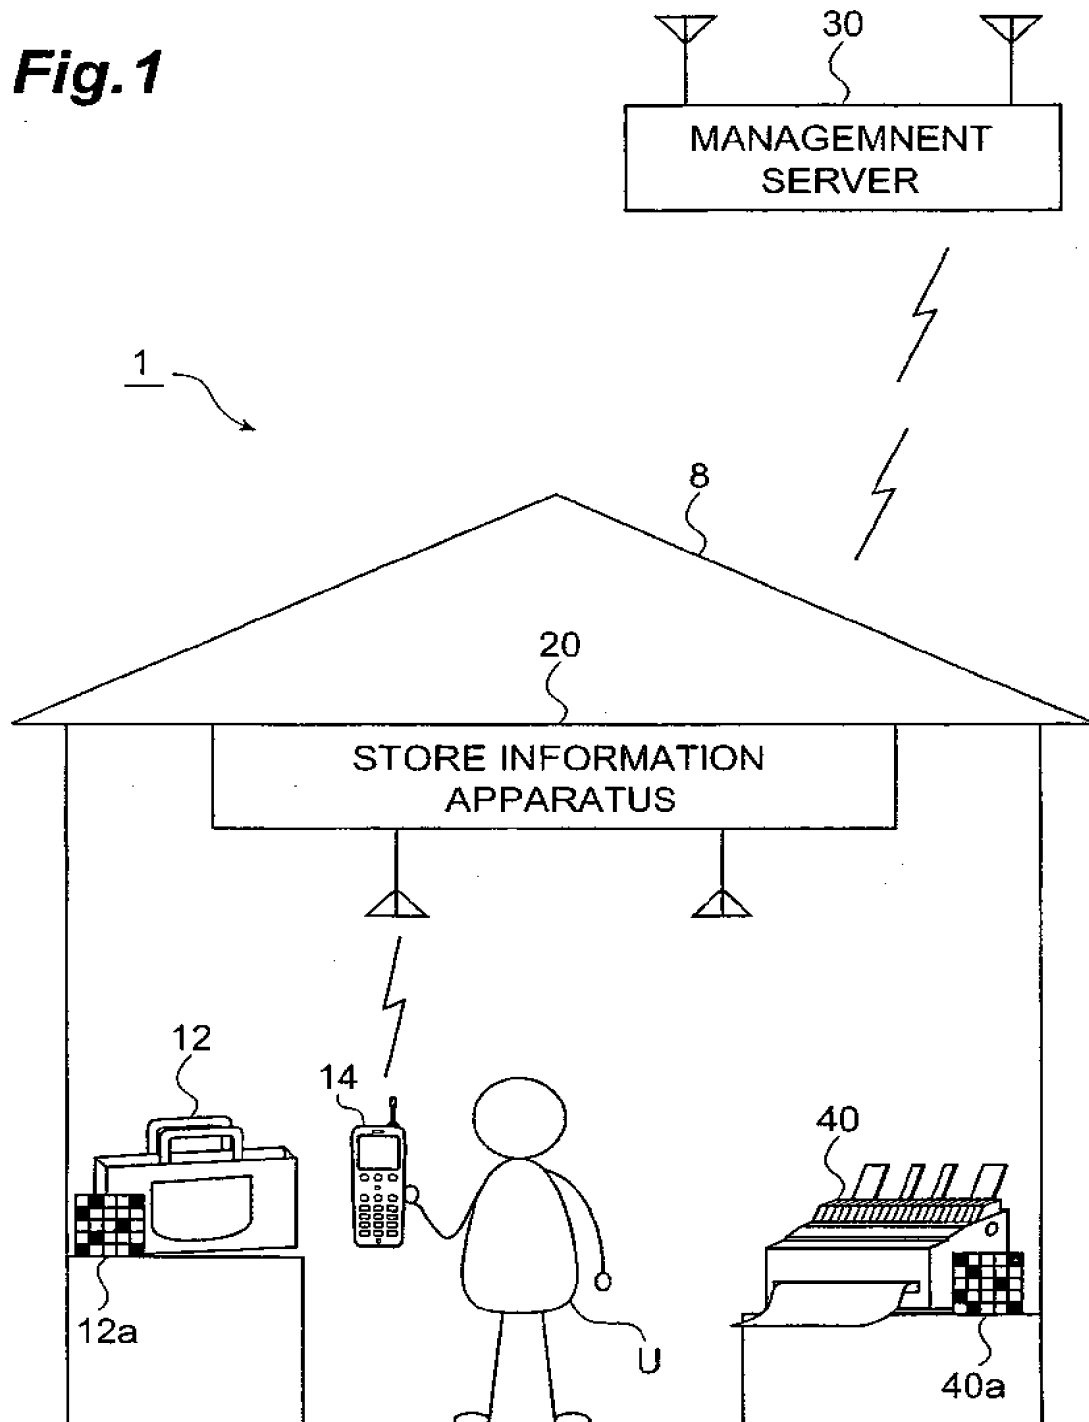 Fig.1
30
MANAGEMNENT
SERVER
1
8
20
STORE INFORMATION
APPARATUS
12
14
40
12a
U
40a